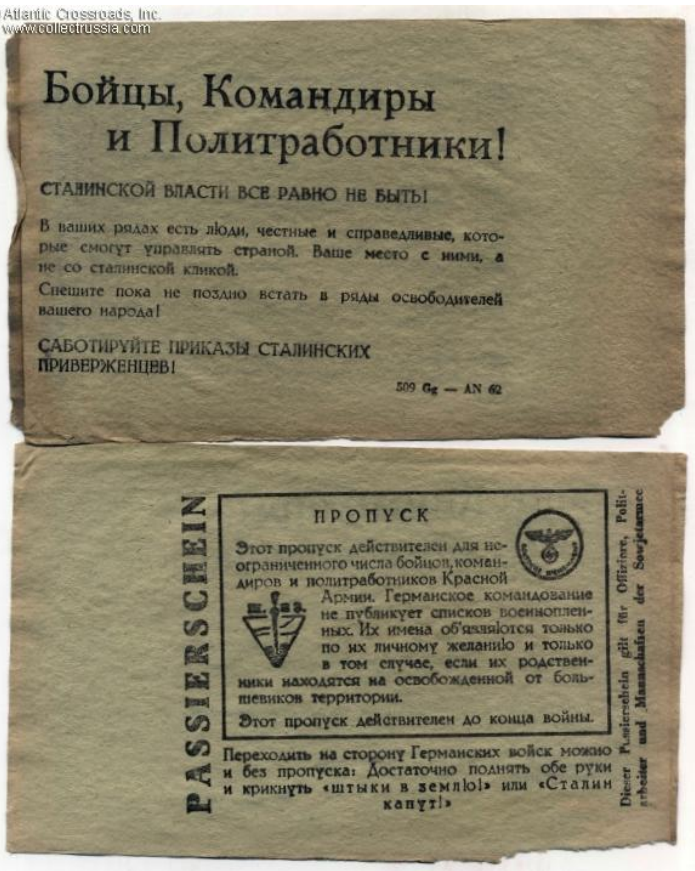 Atlantic Crossroads, Inc.
www.collectrussia.com
Бойцы, Командиры
и Политработники!
СТАЛИНСКОЙ ВЛАСТИ ВСЕ РАВНО НЕ БЫТЬ!
В ваших рядах есть люди, честные и справедливые, кото-
рые смогут управлять страной. Ваше место с ними, а
не со сталинской кликой.
Спешите пока не поздно встать в ряды освободителей
вашего народа!
САБОТИРУЙТЕ ПРИКАЗЫ СТАЛИНСКИХ
ПРИВЕРЖЕНЦЕВ!
509 Gg — AN 62
PASSIERSCHEIN
ПРОПУСК
Этот пропуск действителен для не-
ограниченного числа бойцов, коман-
диров и политработников Красной
Армии. Германское командование
не публикует списков военноплен-
ных. Их имена об'являются только
по их личному желанию и только
в том случае, если их родствен-
ники находятся на освобожденной от боль-
шевиков территории.
Этот пропуск действителен до конца войны.
Ш. В З.
Переходить на сторону Германских войск можно
и без пропуска: Достаточно поднять обе руки
и крикнуть «штыки в землю!» или «Сталин
капут!»
Dieser Passierschein gilt für Offiziere, Polit-
arbeiter und Mannschaften der Sowjetarmee